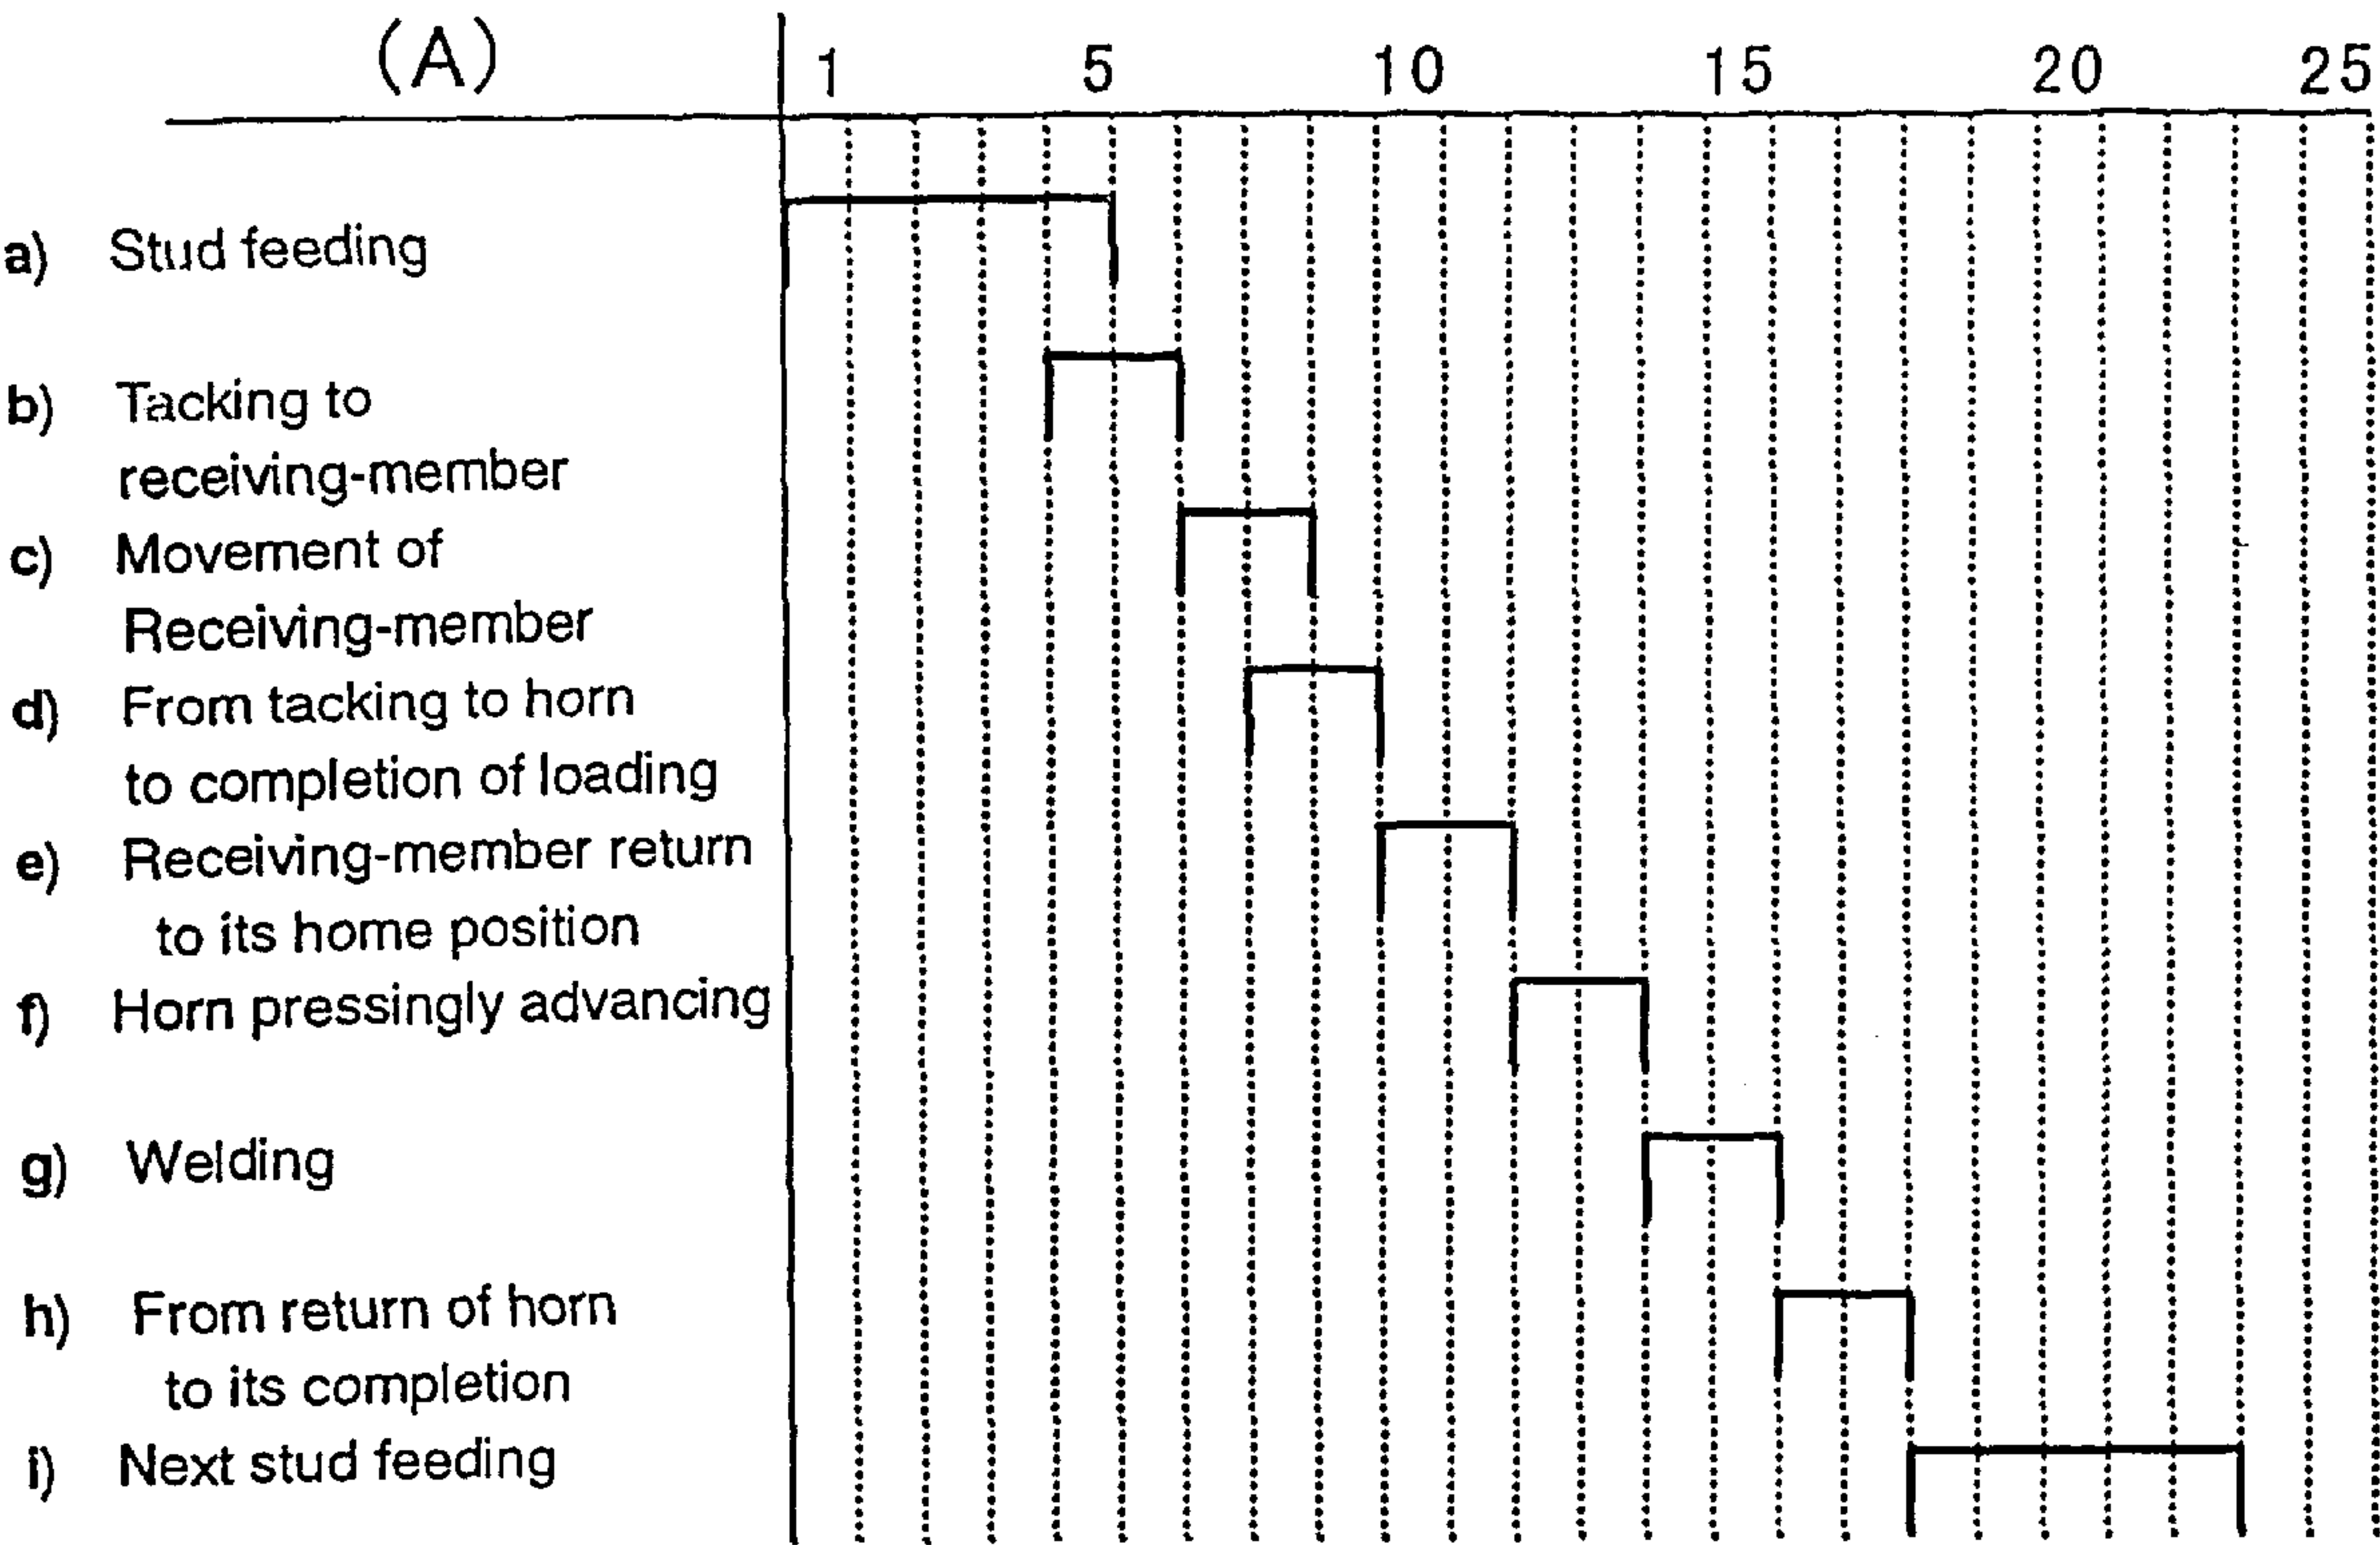 (A) 1 5 10 15 20 25
a) Stud feeding
b) Tacking to
receiving-member
c) Movement of
Receiving-member
d) From tacking to horn
to completion of loading
e) Receiving-member return
to its home position
f) Horn pressingly advancing
g) Welding
h) From return of horn
to its completion
i) Next stud feeding